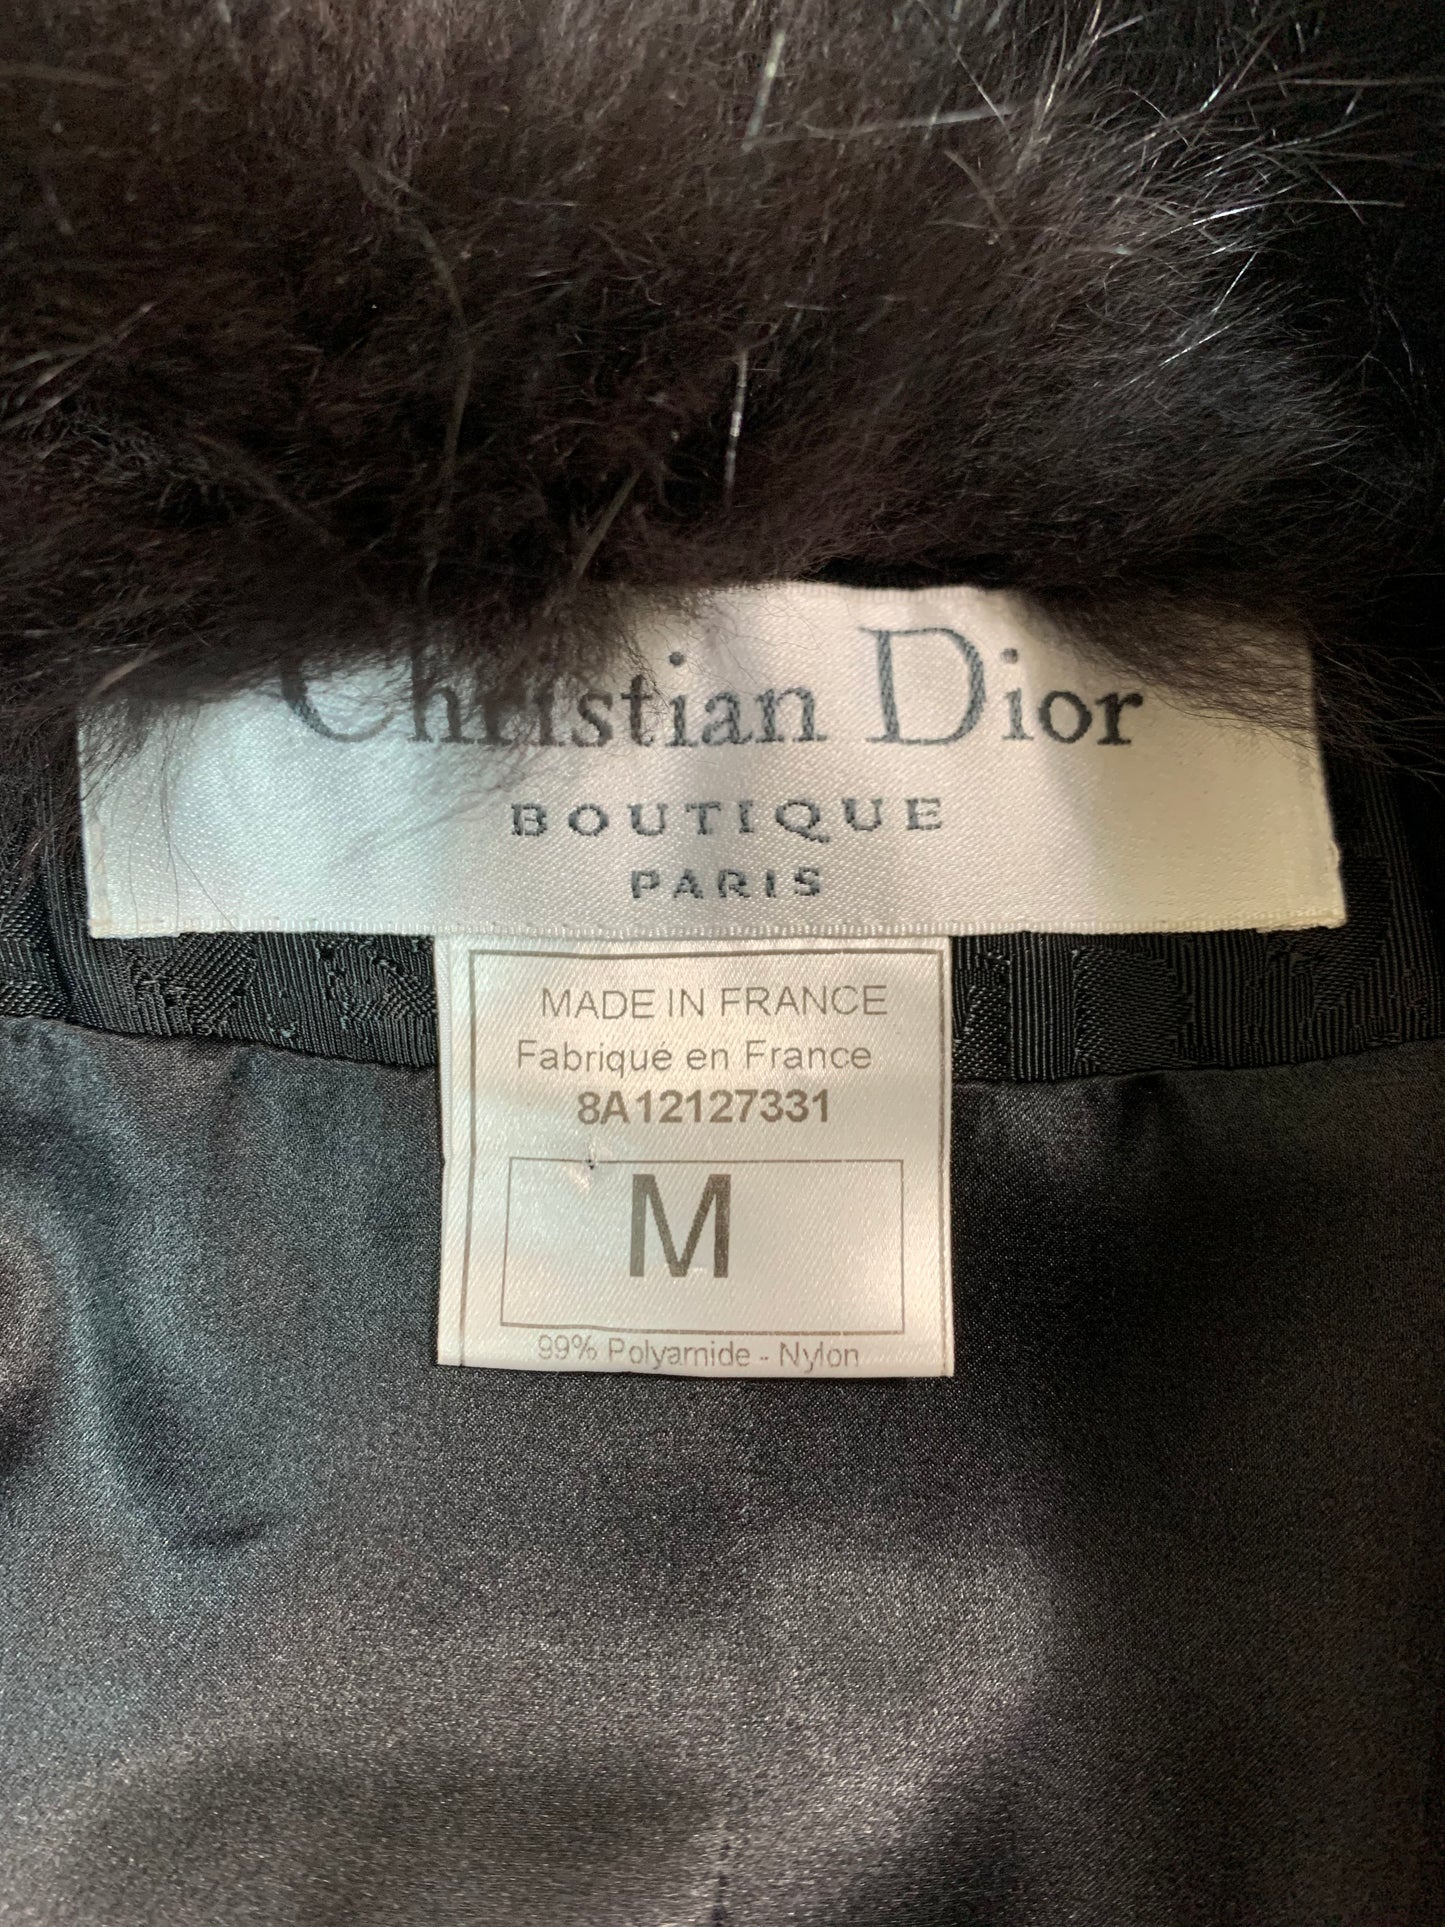 Christian Dior
BOUTIQUE
PARIS
MADE IN FRANCE
Fabriqué en France
8A12127331
M
99% Polyamide - Nylon